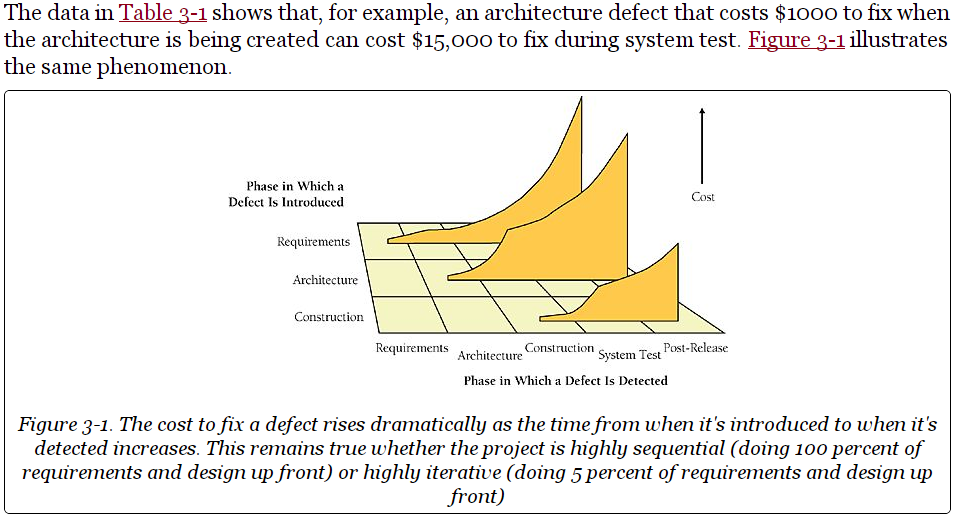 The data in Table 3-1 shows that, for example, an architecture defect that costs $1000 to fix when
the architecture is being created can cost $15,000 to fix during system test. Figure 3-1 illustrates
the same phenomenon.
Phase in Which a
Defect Is Introduced
Cost
Requirements
Architecture
Construction
Requirements
Architecture
Construction
System Test
Post-Release
Phase in Which a Defect Is Detected
Figure 3-1. The cost to fix a defect rises dramatically as the time from when it's introduced to when it's
detected increases. This remains true whether the project is highly sequential (doing 100 percent of
requirements and design up front) or highly iterative (doing 5 percent of requirements and design up
front)